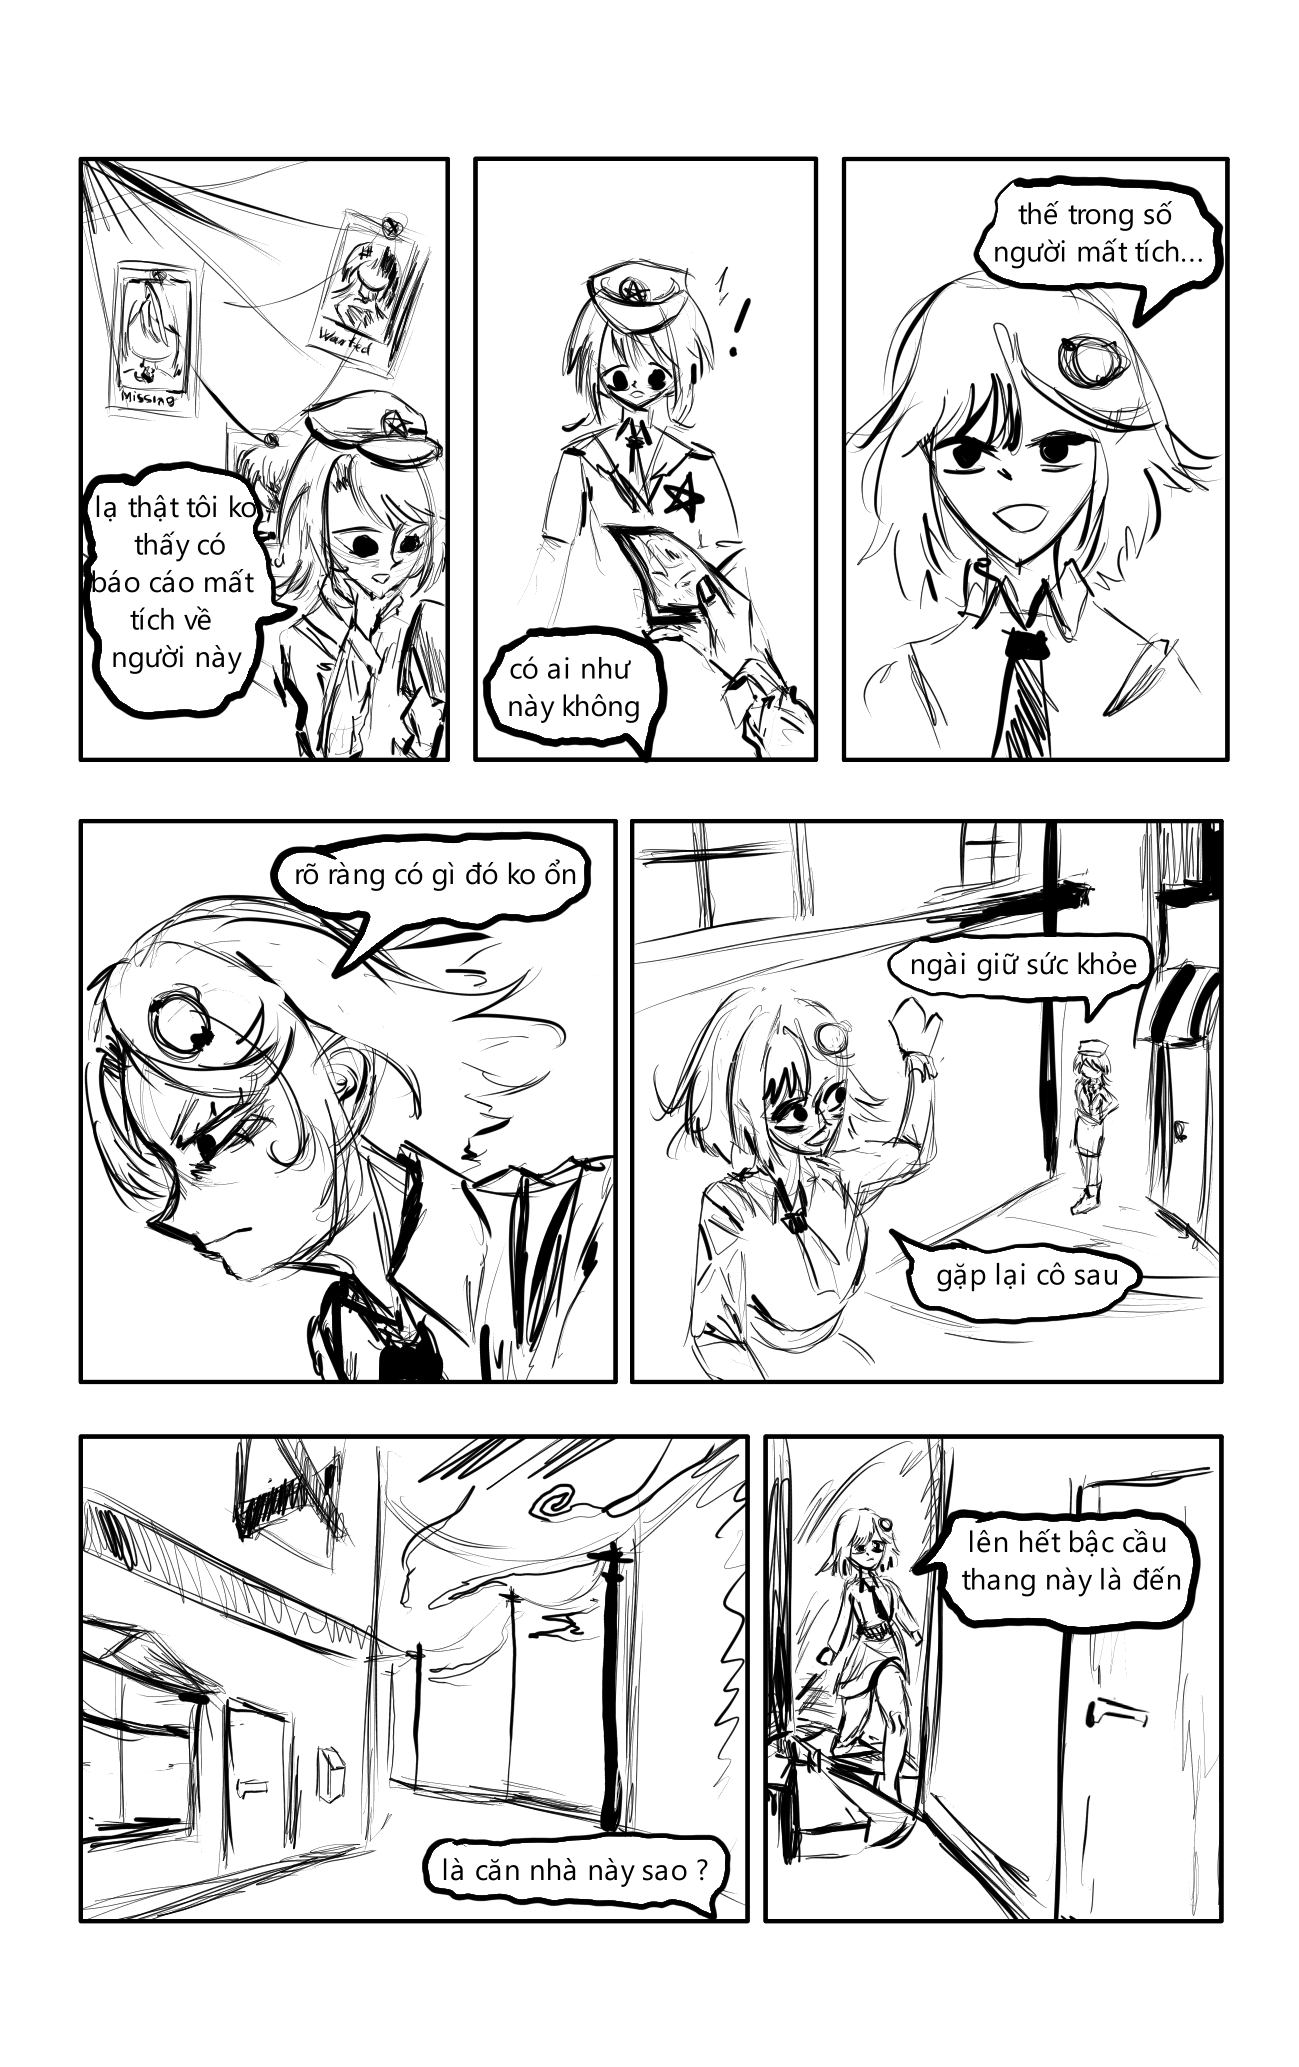 thế trong số
người mất tích...
có ai như
này không
Wanted
Missing
lạ thật tôi ko
thấy có
báo cáo mất
tích về
người này
ngài giữ sức khỏe
gặp lại cô sau
rõ ràng có gì đó ko ổn
lên hết bậc cầu
thang này là đến
là căn nhà này sao ?